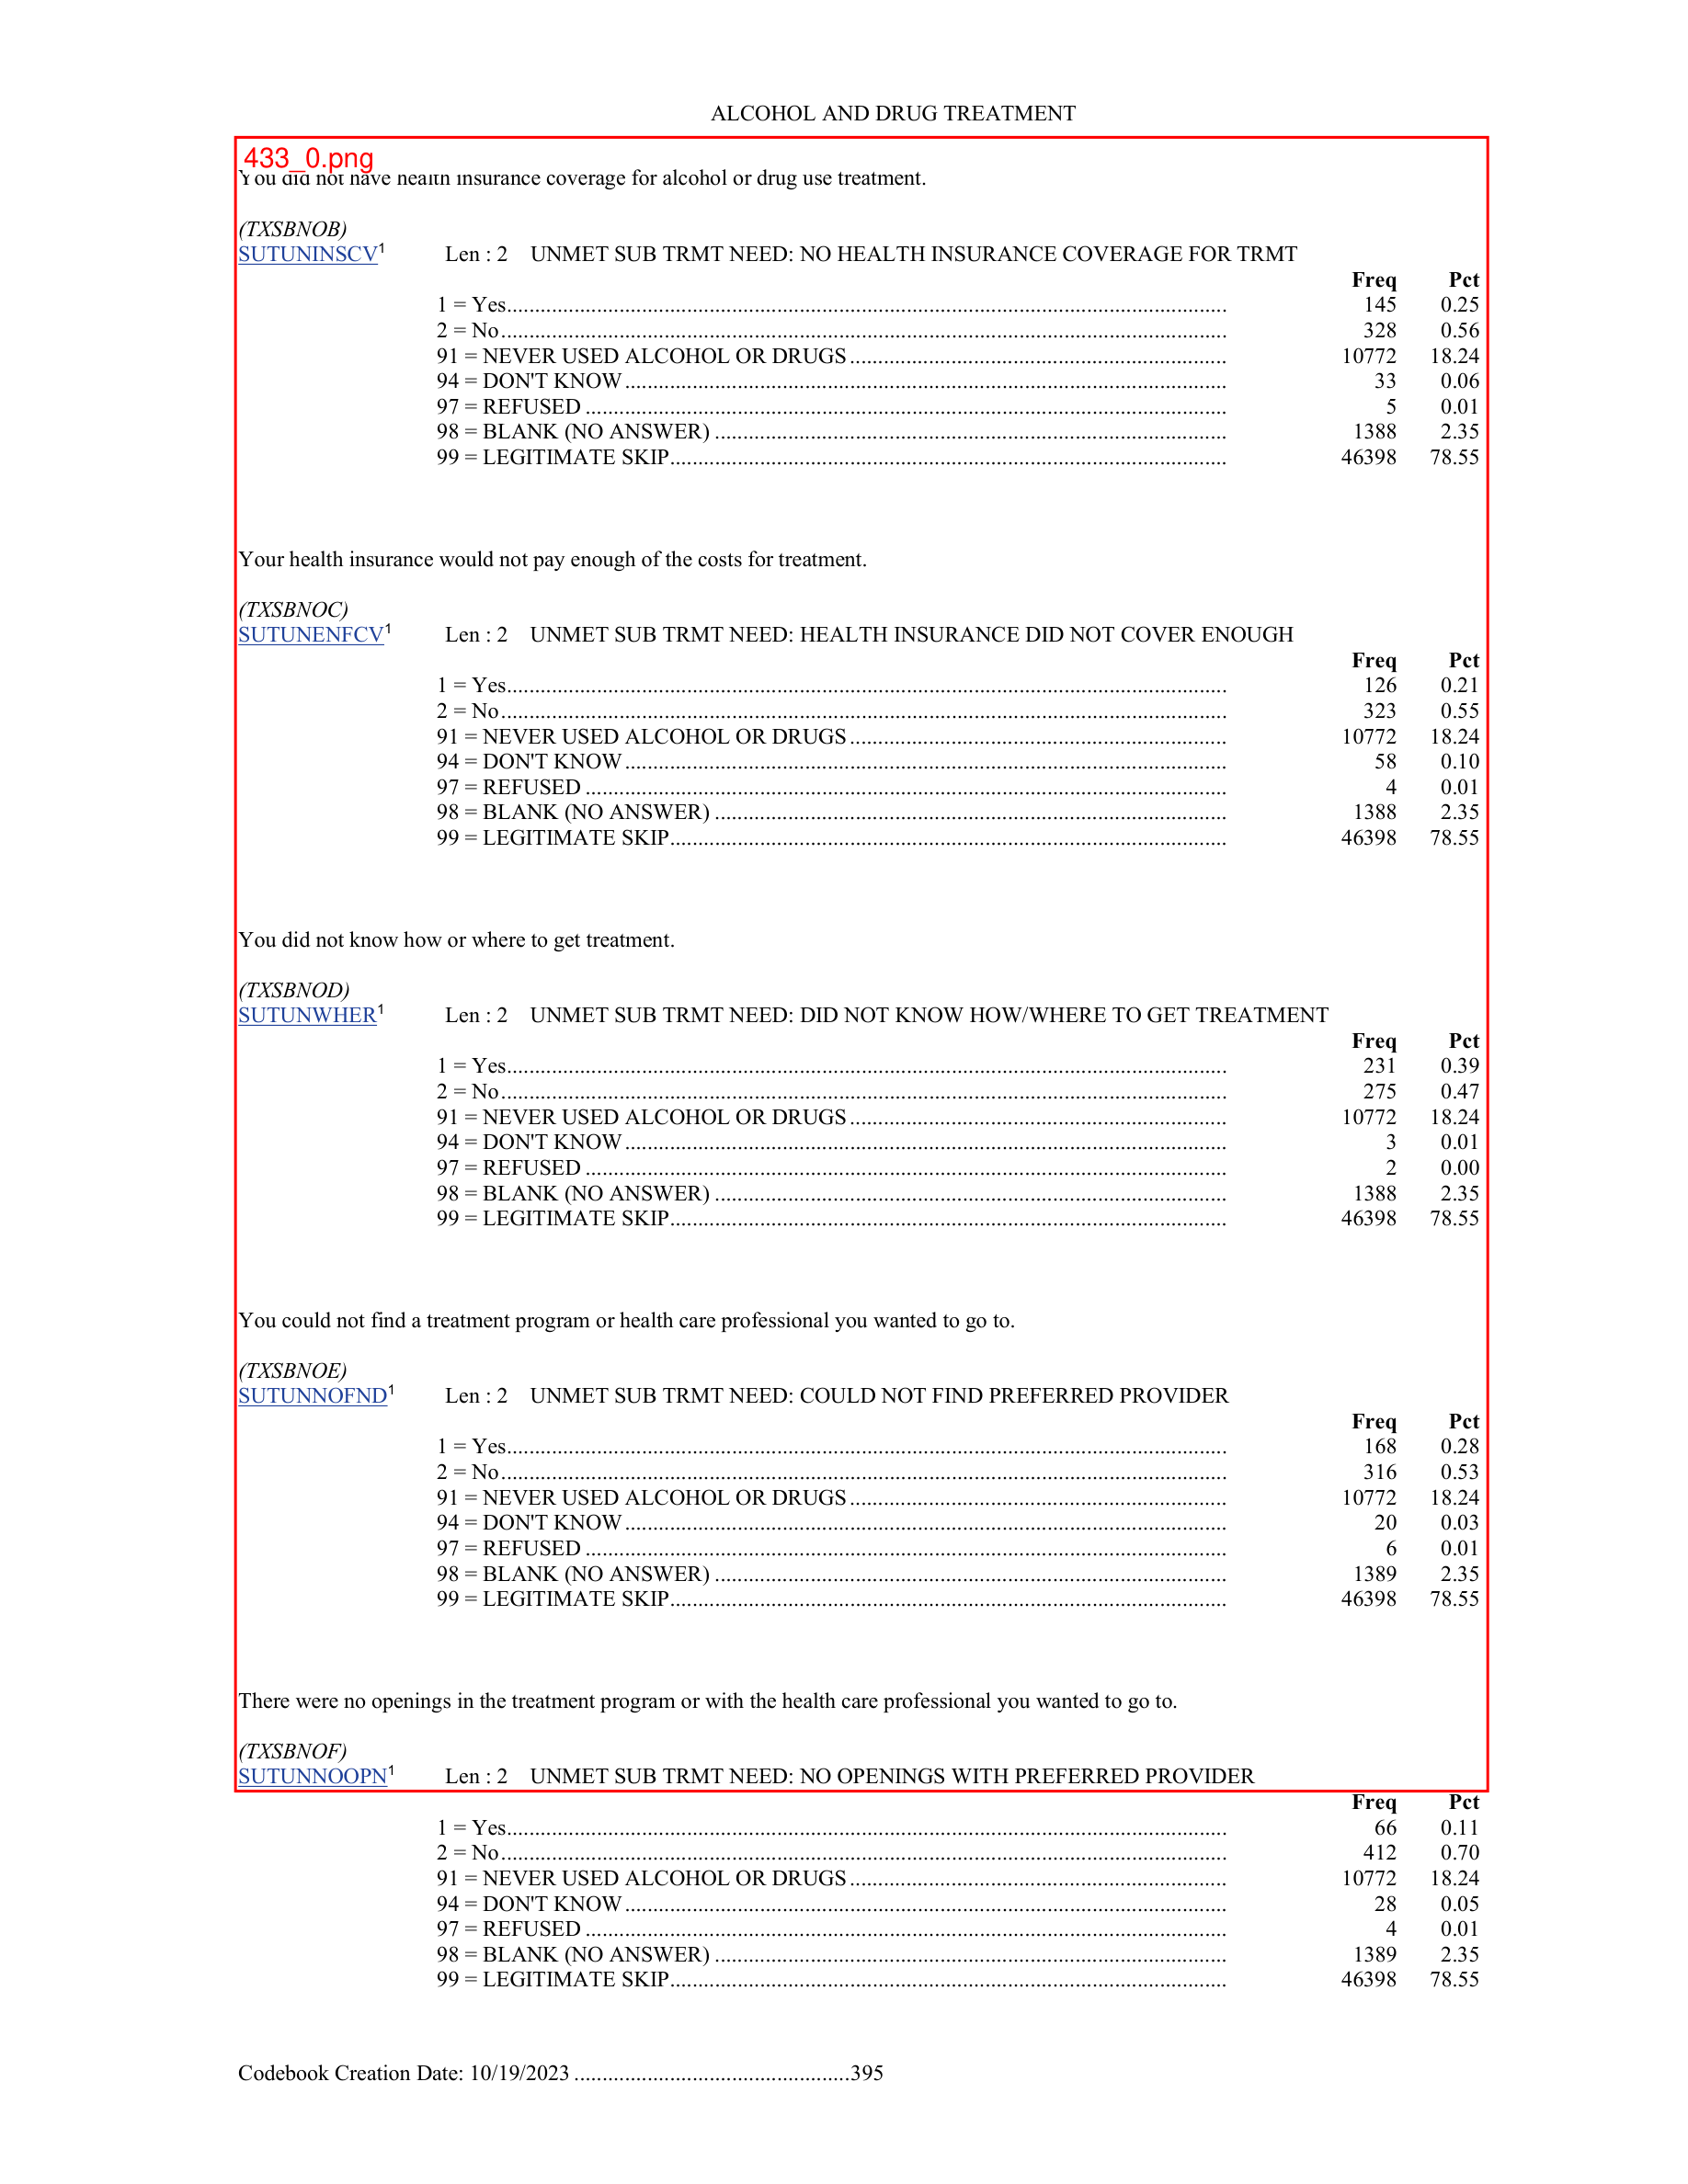 ALCOHOL AND DRUG TREATMENT
433_0.png
You did not have health insurance coverage for alcohol or drug use treatment.
(TXSBNOB)
SUTUNINSCV1 Len : 2 UNMET SUB TRMT NEED: NO HEALTH INSURANCE COVERAGE FOR TRMT
Freq Pct
1 = Yes 145 0.25
2 = No 328 0.56
91 = NEVER USED ALCOHOL OR DRUGS 10772 18.24
94 = DON'T KNOW 33 0.06
97 = REFUSED 5 0.01
98 = BLANK (NO ANSWER) 1388 2.35
99 = LEGITIMATE SKIP 46398 78.55
Your health insurance would not pay enough of the costs for treatment.
(TXSBNOC)
SUTUNENFCV1 Len : 2 UNMET SUB TRMT NEED: HEALTH INSURANCE DID NOT COVER ENOUGH
Freq Pct
1 = Yes 126 0.21
2 = No 323 0.55
91 = NEVER USED ALCOHOL OR DRUGS 10772 18.24
94 = DON'T KNOW 58 0.10
97 = REFUSED 4 0.01
98 = BLANK (NO ANSWER) 1388 2.35
99 = LEGITIMATE SKIP 46398 78.55
You did not know how or where to get treatment.
(TXSBNOD)
SUTUNWHER1 Len : 2 UNMET SUB TRMT NEED: DID NOT KNOW HOW/WHERE TO GET TREATMENT
Freq Pct
1 = Yes 231 0.39
2 = No 275 0.47
91 = NEVER USED ALCOHOL OR DRUGS 10772 18.24
94 = DON'T KNOW 3 0.01
97 = REFUSED 2 0.00
98 = BLANK (NO ANSWER) 1388 2.35
99 = LEGITIMATE SKIP 46398 78.55
You could not find a treatment program or health care professional you wanted to go to.
(TXSBNOE)
SUTUNNOFND1 Len : 2 UNMET SUB TRMT NEED: COULD NOT FIND PREFERRED PROVIDER
Freq Pct
1 = Yes 168 0.28
2 = No 316 0.53
91 = NEVER USED ALCOHOL OR DRUGS 10772 18.24
94 = DON'T KNOW 20 0.03
97 = REFUSED 6 0.01
98 = BLANK (NO ANSWER) 1389 2.35
99 = LEGITIMATE SKIP 46398 78.55
There were no openings in the treatment program or with the health care professional you wanted to go to.
(TXSBNOF)
SUTUNNOOPN1 Len : 2 UNMET SUB TRMT NEED: NO OPENINGS WITH PREFERRED PROVIDER
Freq Pct
1 = Yes 66 0.11
2 = No 412 0.70
91 = NEVER USED ALCOHOL OR DRUGS 10772 18.24
94 = DON'T KNOW 28 0.05
97 = REFUSED 4 0.01
98 = BLANK (NO ANSWER) 1389 2.35
99 = LEGITIMATE SKIP 46398 78.55
Codebook Creation Date: 10/19/2023 395